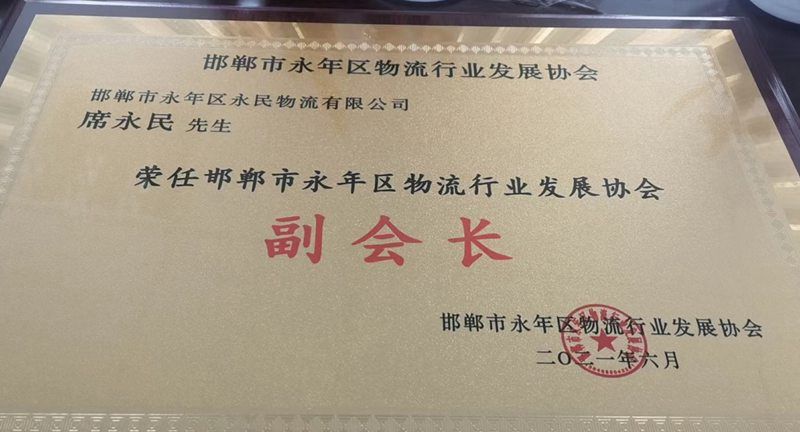 邯郸市永年区物流行业发展协会
邯郸市永年区永民物流有限公司
席永民 先生
荣任邯郸市永年区物流行业发展协会
副会长
邯郸市永年区物流行业发展协会
二〇二一年六月